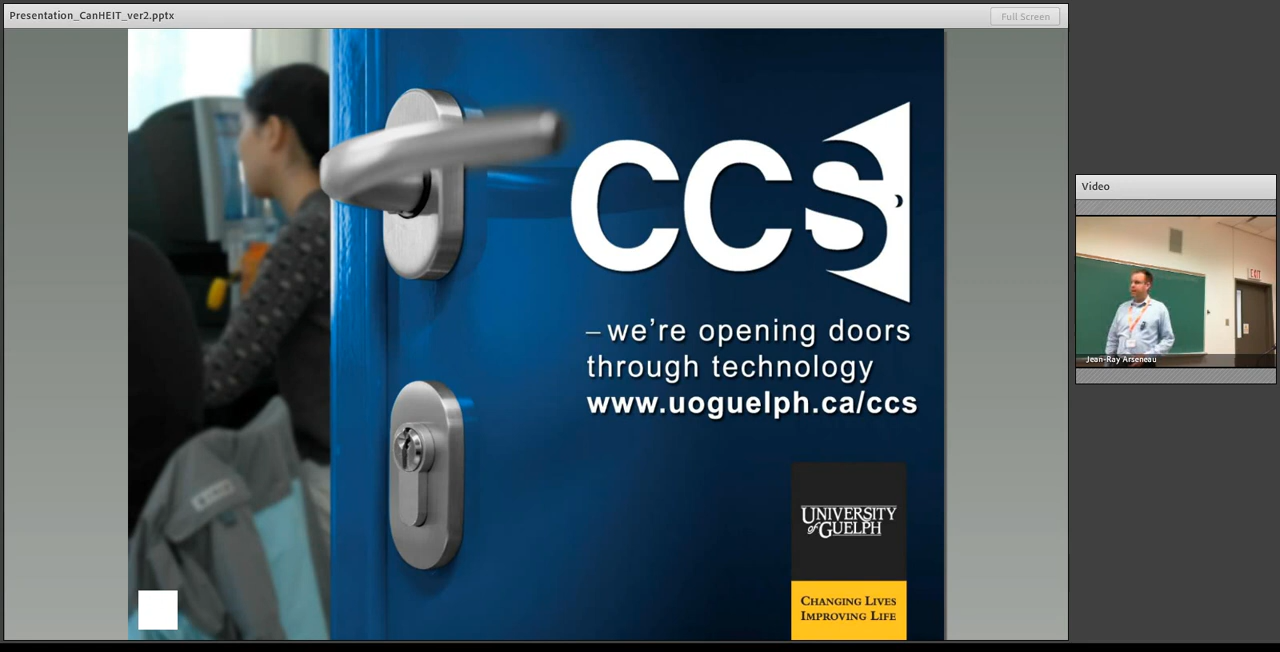 Presentation_CanHEIT_ver2.pptx
Full Screen
CCS
– we're opening doors
through technology
www.uoguelph.ca/ccs
UNIVERSITY
of GUELPH
CHANGING LIVES
IMPROVING LIFE
Video
EXIT
Jean-Ray Arseneau